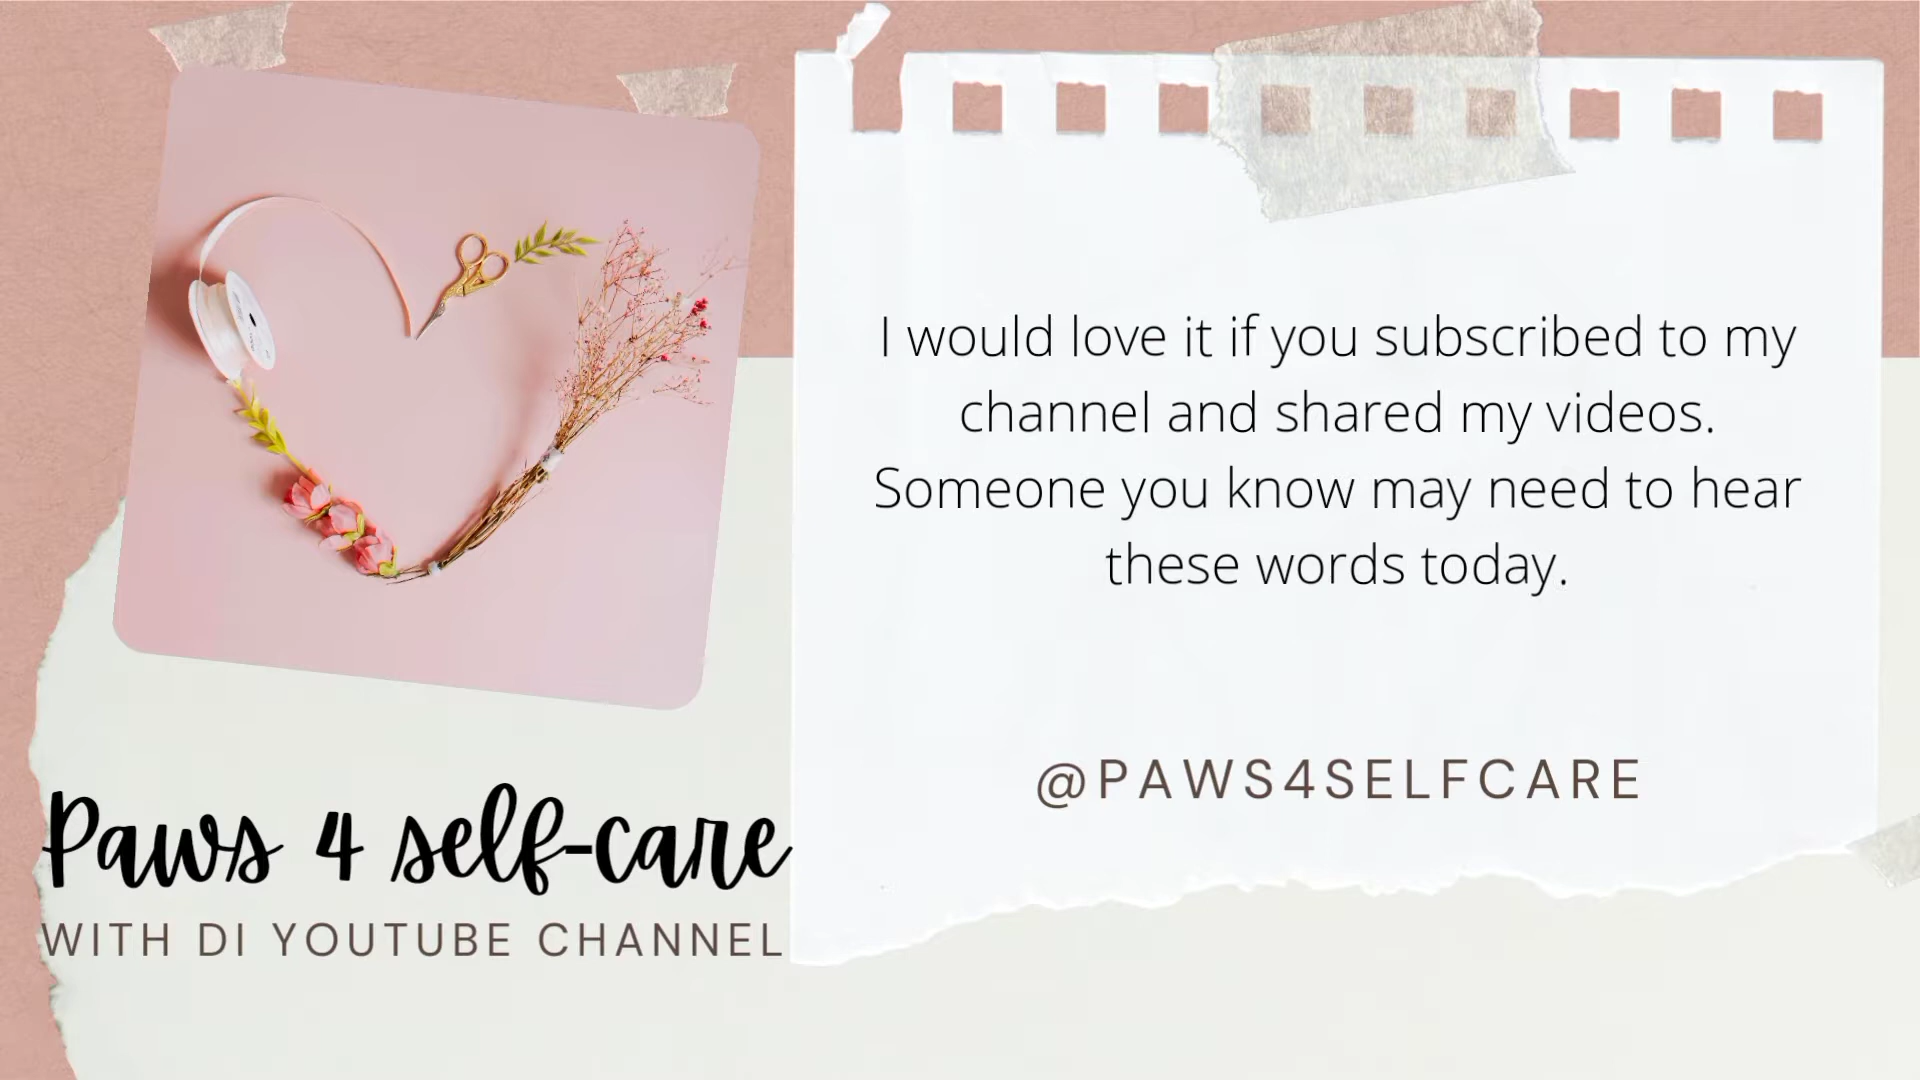 I would love it if you subscribed to my
channel and shared my videos.
Someone you know may need to hear
these words today.
@PAWS4SELFCARE
Paws 4 self-care
WITH DI YOUTUBE CHANNEL